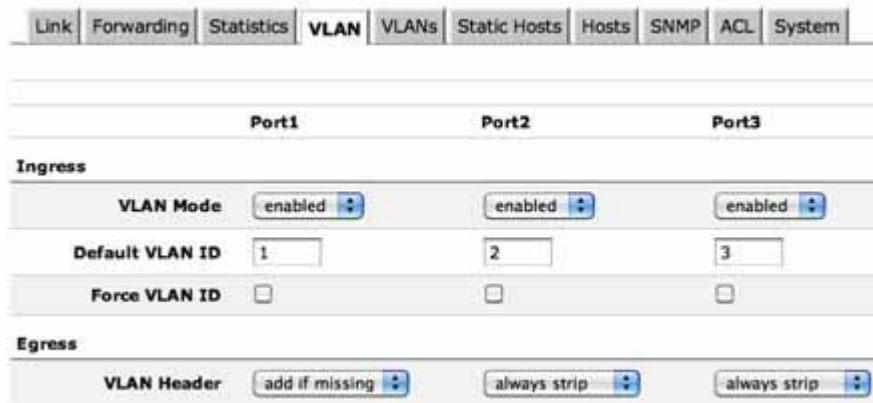 Link Forwarding Statistics VLAN VLANs Static Hosts Hosts SNMP ACL System
Port1 Port2 Port3
Ingress
VLAN Mode enabled enabled enabled
Default VLAN ID 1 2 3
Force VLAN ID
Egress
VLAN Header add if missing always strip always strip